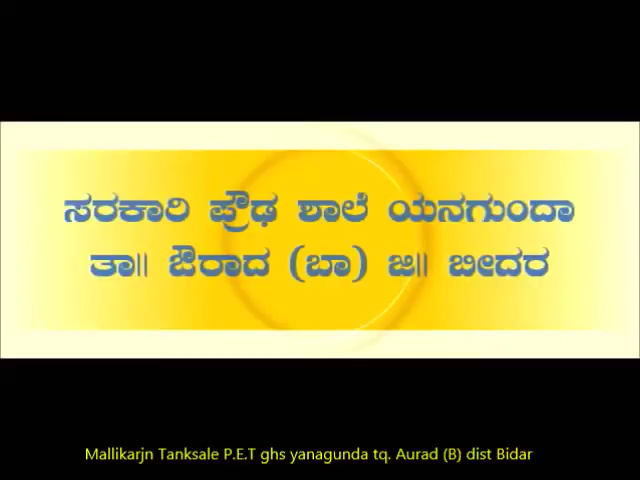 ಸರಕಾರಿ ಪ್ರೌಢ ಶಾಲೆ ಯನಗುಂದಾ
ತಾ॥ ಔರಾದ (ಬಾ) ಜಿ॥ ಬೀದರ
Mallikarjn Tanksale P.E.T ghs yanagunda tq. Aurad (B) dist Bidar